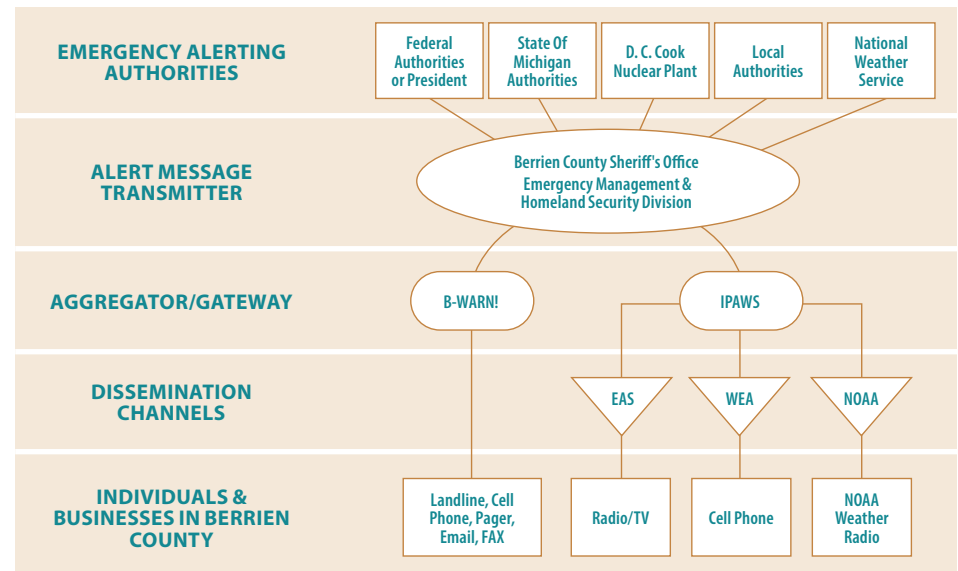 EMERGENCY ALERTING
AUTHORITIES
Federal
Authorities
or President
State Of
Michigan
Authorities
D. C. Cook
Nuclear Plant
Local
Authorities
National
Weather
Service
ALERT MESSAGE
TRANSMITTER
Berrien County Sheriff's Office
Emergency Management &
Homeland Security Division
AGGREGATOR/GATEWAY
B-WARN!
IPAWS
DISSEMINATION
CHANNELS
EAS
WEA
NOAA
INDIVIDUALS &
BUSINESSES IN BERRIEN
COUNTY
Landline, Cell
Phone, Pager,
Email, FAX
Radio/TV
Cell Phone
NOAA
Weather
Radio